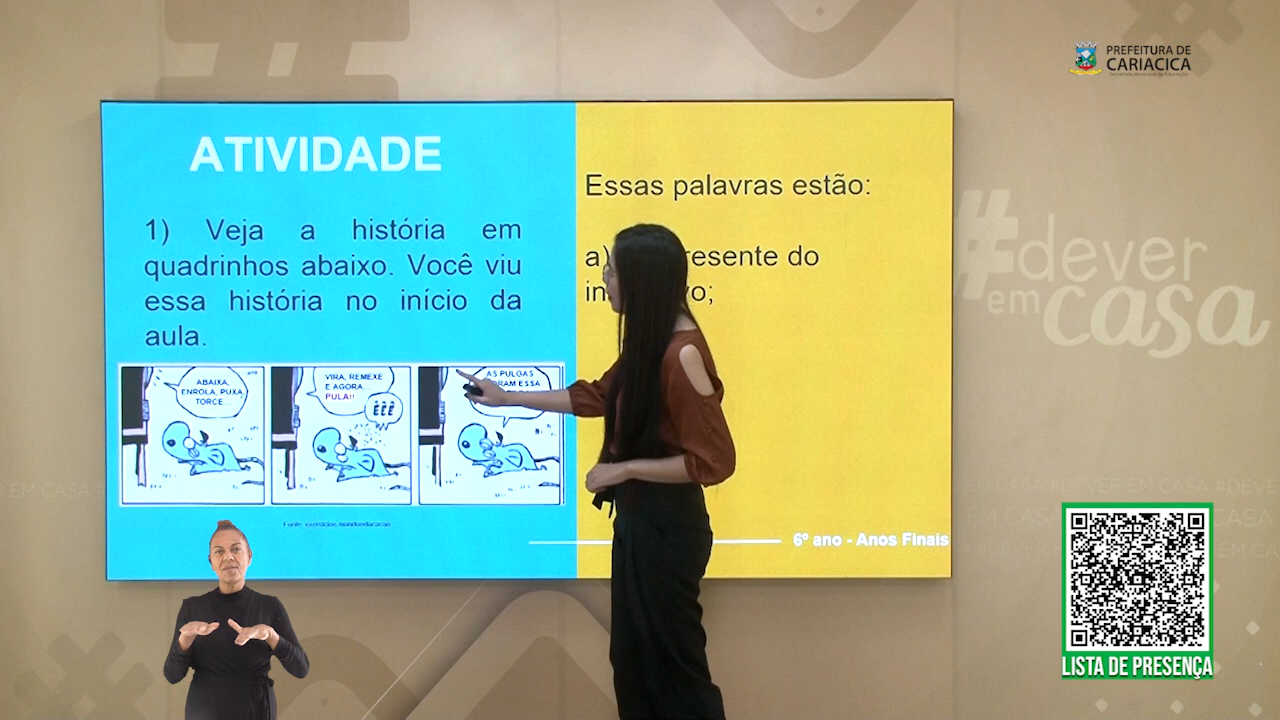 PREFEITURA DE
CARIACICA
ATIVIDADE
1) Veja a história em
quadrinhos abaixo. Você viu
essa história no início da
aula.
ABAIXA,
ENROLA, PUXA
TORCE...
VIRA, REMEXE
E AGORA...
PULA!!
ÊÊÊ
AS PULGAS
ESSA
Essas palavras estão:
a) resente do
in vo;
6º ano - Anos Finais
#dever
em casa
LISTA DE PRESENÇA